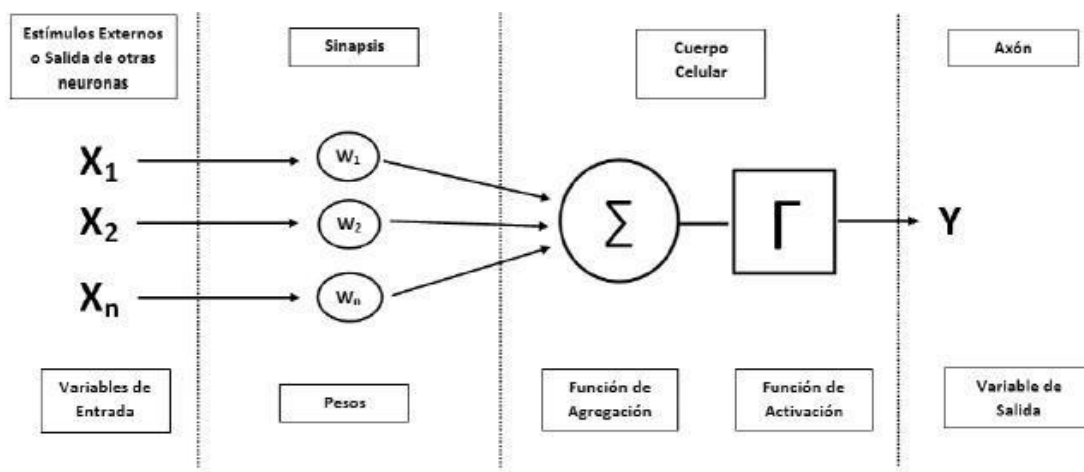 Estímulos Externos
o Salida de otras
neuronas
Sinapsis
Cuerpo
Celular
Axón
X₁
W₁
X₂
W₂
Σ
Γ
Y
Xₙ
Wₙ
Variables de
Entrada
Pesos
Función de
Agregación
Función de
Activación
Variable de
Salida